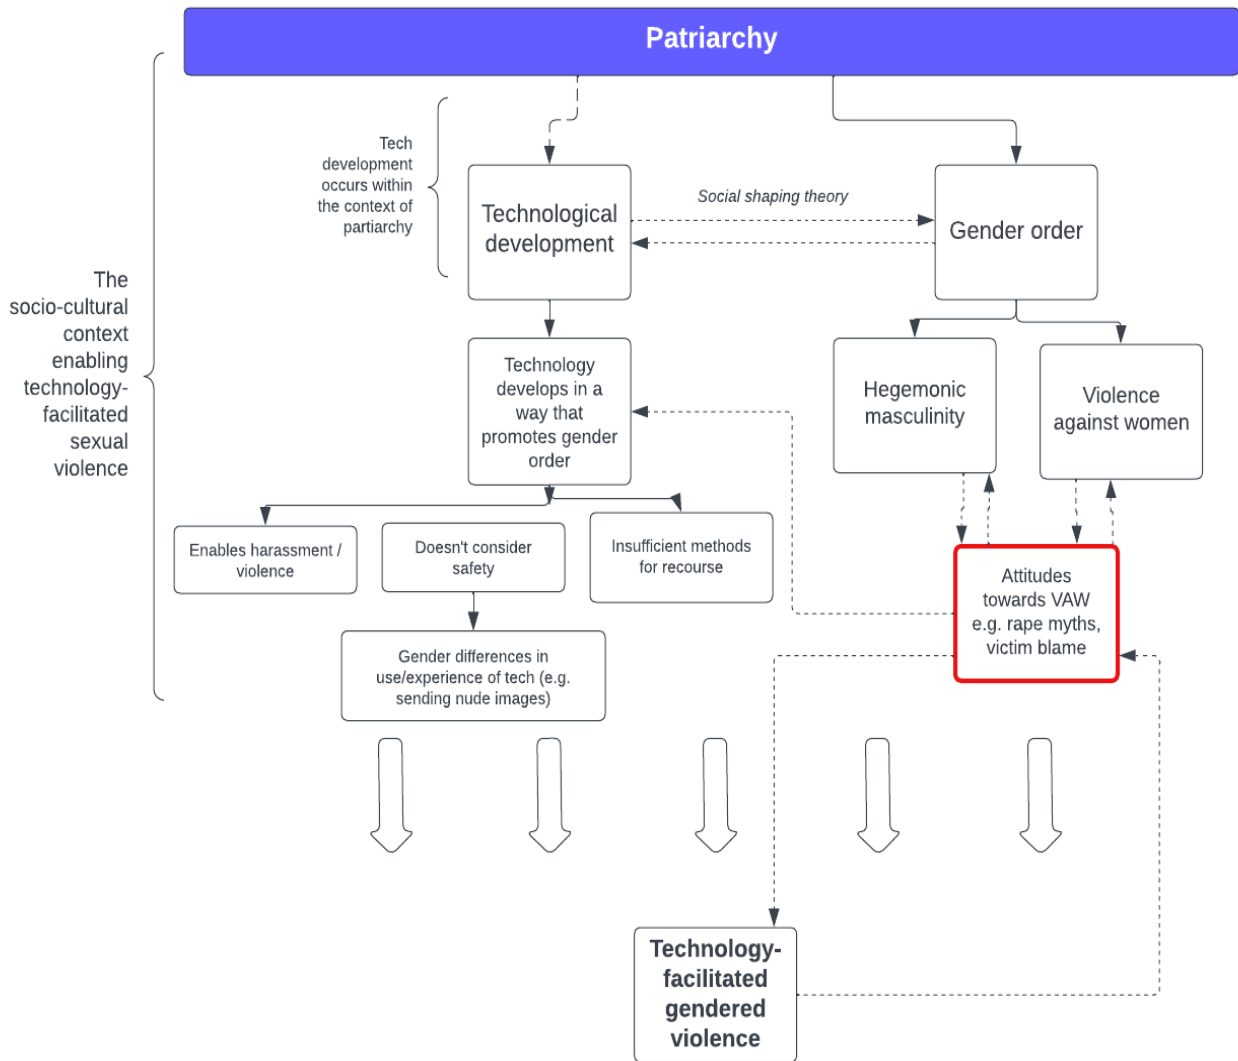 Patriarchy
Tech
development
occurs within
the context of
partiarchy
Technological
development
Social shaping theory
Gender order
The
socio-cultural
context
enabling
technology-
facilitated
sexual
violence
Technology
develops in a
way that
promotes gender
order
Hegemonic
masculinity
Violence
against women
Enables harassment /
violence
Doesn't consider
safety
Insufficient methods
for recourse
Attitudes
towards VAW
e.g. rape myths,
victim blame
Gender differences in
use/experience of tech (e.g.
sending nude images)
Technology-
facilitated
gendered
violence